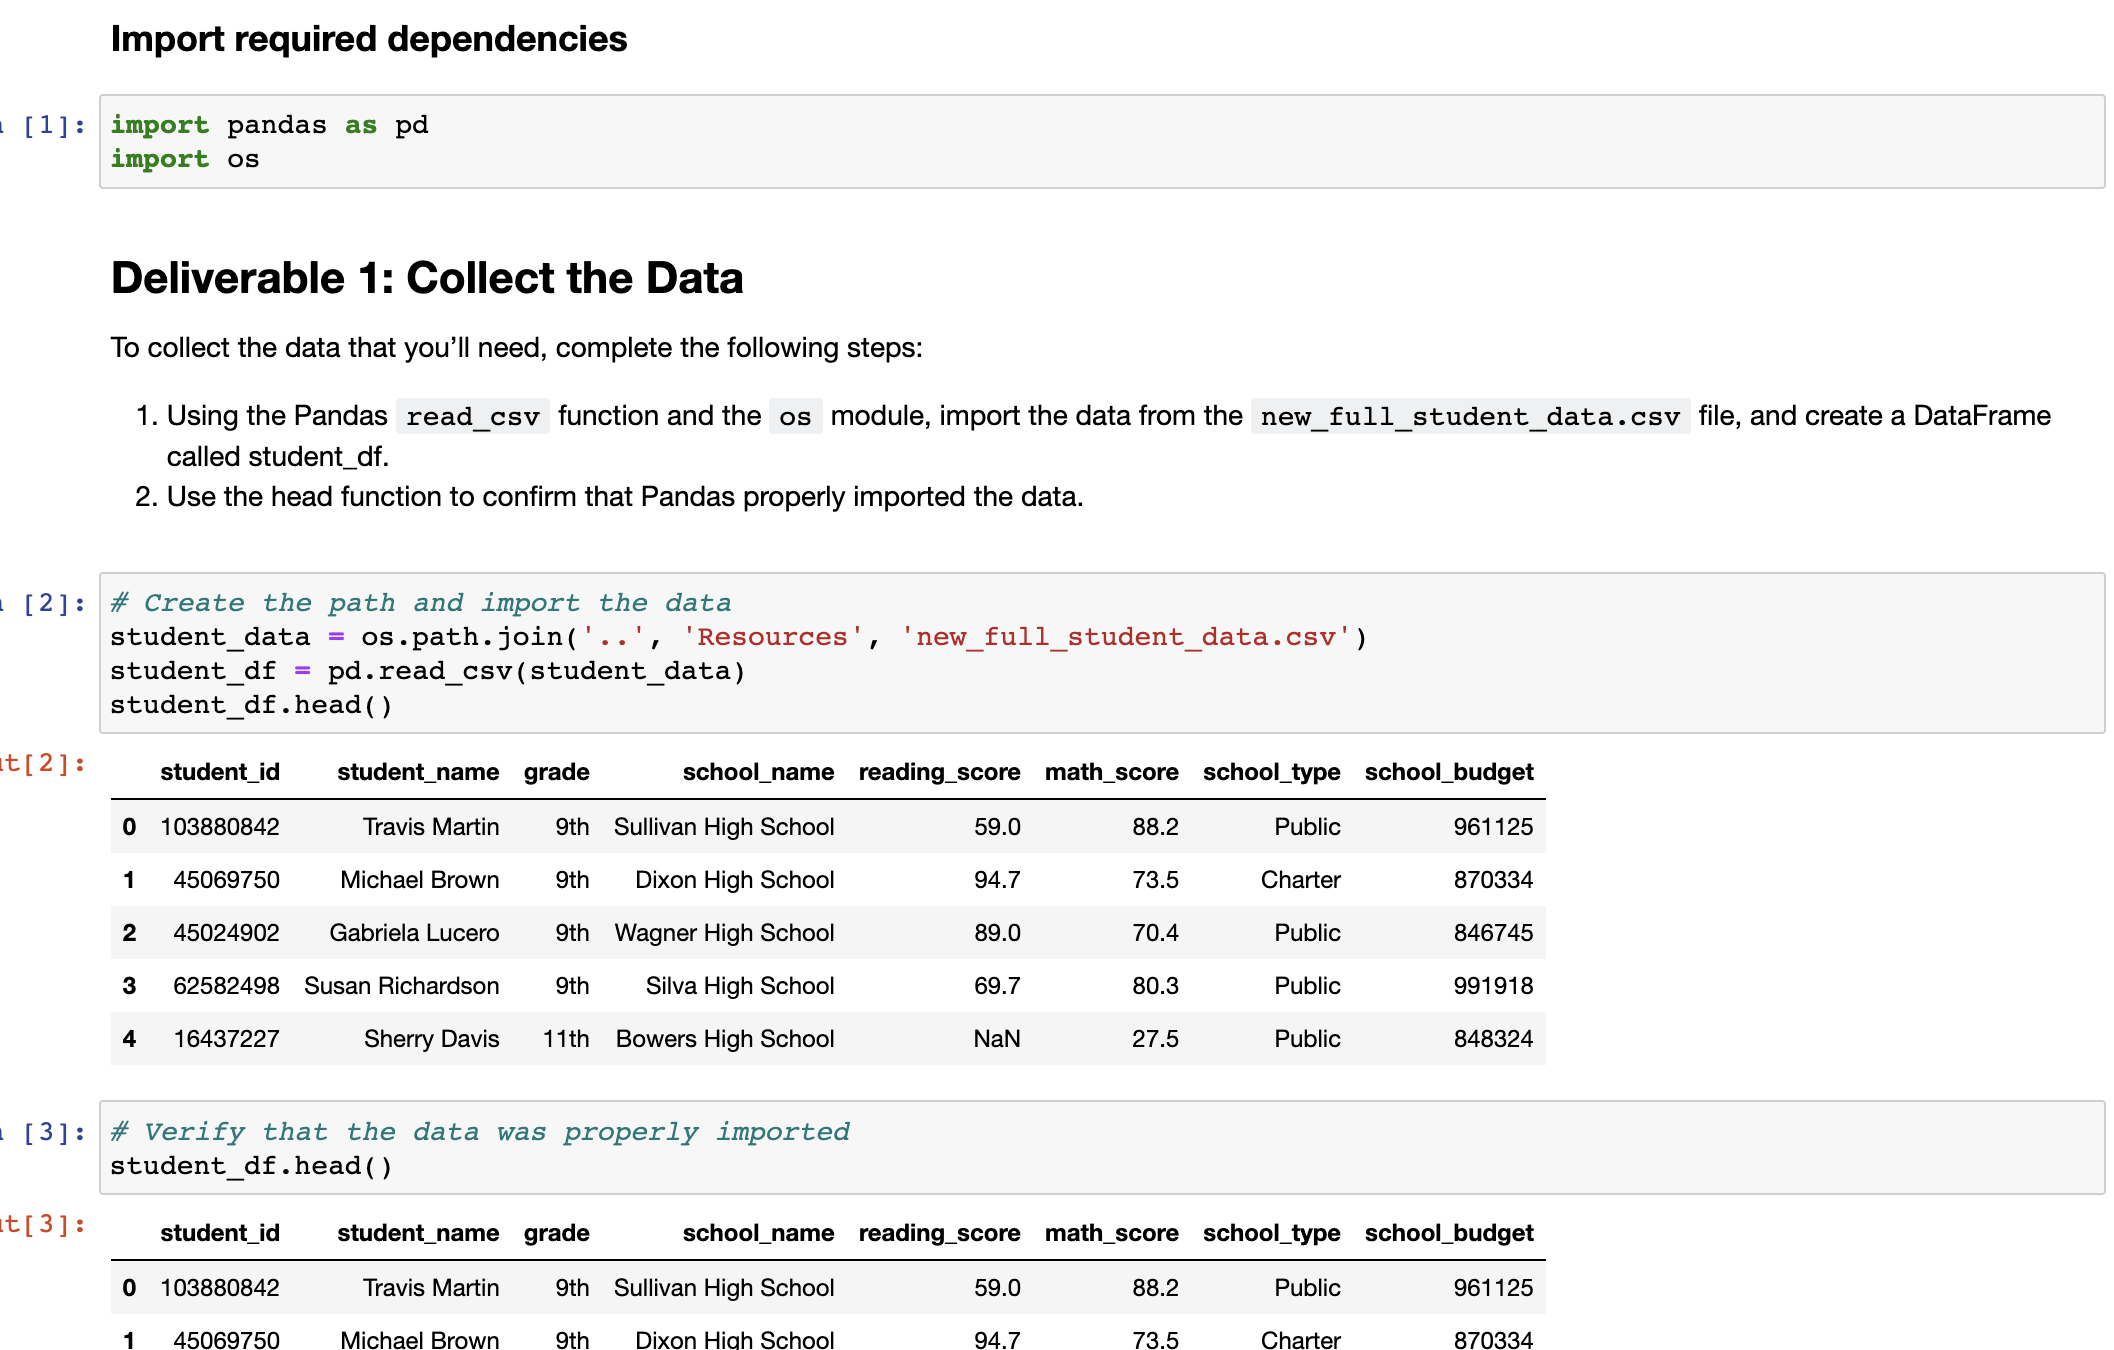 Import required dependencies
[1]:
import pandas as pd
import os
Deliverable 1: Collect the Data
To collect the data that you’ll need, complete the following steps:
1. Using the Pandas read_csv function and the os module, import the data from the new_full_student_data.csv file, and create a DataFrame
called student_df.
2. Use the head function to confirm that Pandas properly imported the data.
[2]:
# Create the path and import the data
student_data = os.path.join('..', 'Resources', 'new_full_student_data.csv')
student_df = pd.read_csv(student_data)
student_df.head()
t[2]:
student_id student_name grade school_name reading_score math_score school_type school_budget
0 103880842 Travis Martin 9th Sullivan High School 59.0 88.2 Public 961125
1 45069750 Michael Brown 9th Dixon High School 94.7 73.5 Charter 870334
2 45024902 Gabriela Lucero 9th Wagner High School 89.0 70.4 Public 846745
3 62582498 Susan Richardson 9th Silva High School 69.7 80.3 Public 991918
4 16437227 Sherry Davis 11th Bowers High School NaN 27.5 Public 848324
[3]:
# Verify that the data was properly imported
student_df.head()
t[3]:
student_id student_name grade school_name reading_score math_score school_type school_budget
0 103880842 Travis Martin 9th Sullivan High School 59.0 88.2 Public 961125
1 45069750 Michael Brown 9th Dixon High School 94.7 73.5 Charter 870334